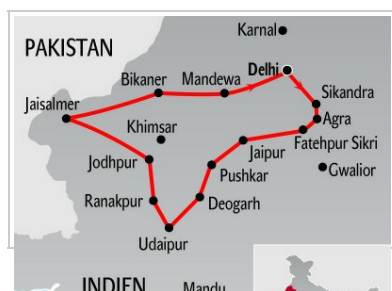 Karnal
PAKISTAN
Delhi
Bikaner Mandewa
Sikandra
Jaisalmer
Agra
Khimsar
Fatehpur Sikri
Jaipur
Jodhpur
Gwalior
Pushkar
Ranakpur
Deogarh
Udaipur
INDIEN
Mandu